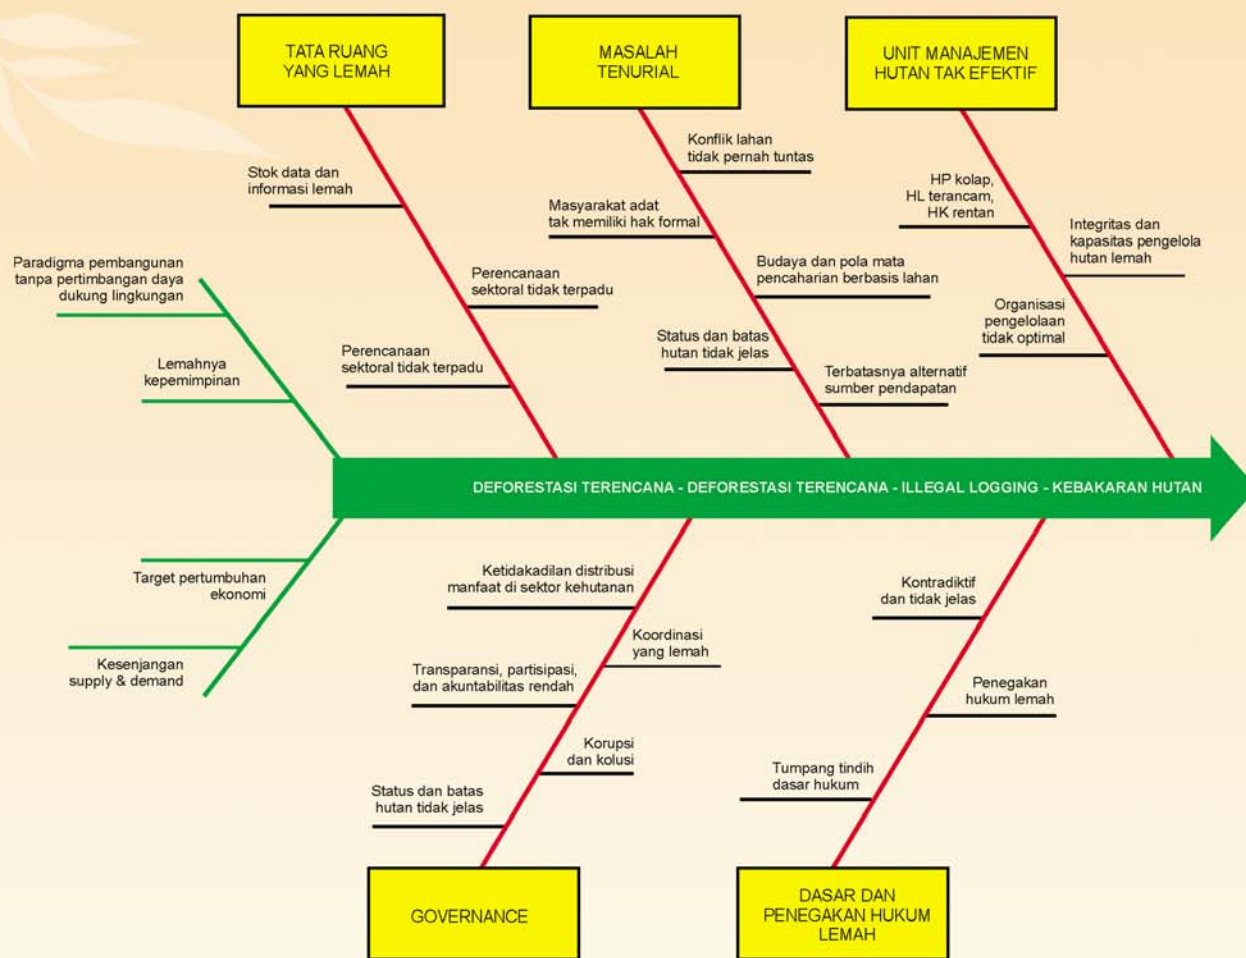 TATA RUANG
YANG LEMAH
MASALAH
TENURIAL
UNIT MANAJEMEN
HUTAN TAK EFEKTIF
Stok data dan
informasi lemah
Perencanaan
sektoral tidak terpadu
Perencanaan
sektoral tidak terpadu
Konflik lahan
tidak pernah tuntas
Masyarakat adat
tak memiliki hak formal
Budaya dan pola mata
pencaharian berbasis lahan
Status dan batas
hutan tidak jelas
Terbatasnya alternatif
sumber pendapatan
HP kolap,
HL terancam,
HK rentan
Integritas dan
kapasitas pengelola
hutan lemah
Organisasi
pengelolaan
tidak optimal
Paradigma pembangunan
tanpa pertimbangan daya
dukung lingkungan
Lemahnya
kepemimpinan
DEFORESTASI TERENCANA - DEFORESTASI TERENCANA - ILLEGAL LOGGING - KEBAKARAN HUTAN
Target pertumbuhan
ekonomi
Kesenjangan
supply & demand
Ketidakadilan distribusi
manfaat di sektor kehutanan
Koordinasi
yang lemah
Transparansi, partisipasi,
dan akuntabilitas rendah
Korupsi
dan kolusi
Status dan batas
hutan tidak jelas
Kontradiktif
dan tidak jelas
Penegakan
hukum lemah
Tumpang tindih
dasar hukum
GOVERNANCE
DASAR DAN
PENEGAKAN HUKUM
LEMAH